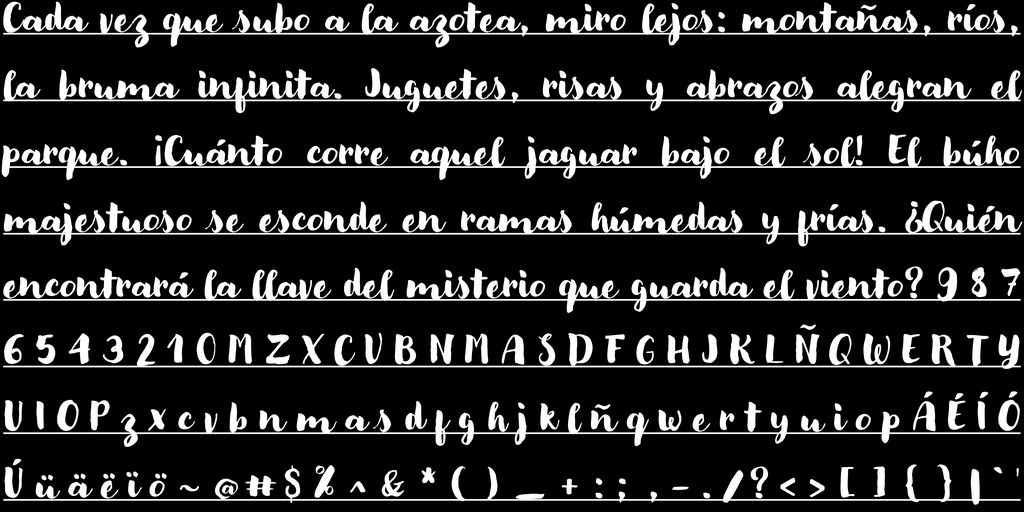 Cada vez que subo a la azotea, miro lejos: montañas, ríos,
la bruma infinita. Juguetes, risas y abrazos alegran el
parque. ¡Cuánto corre aquel jaguar bajo el sol! El búho
majestuoso se esconde en ramas húmedas y frías. ¿Quién
encontrará la llave del misterio que guarda el viento? 9 8 7
6 5 4 3 2 1 0 M Z X C V B N M A S D F G H J K L Ñ Q W E R T Y
U I O P z x c v b n m a s d f g h j k l ñ q w e r t y u i o p Á É Í Ó
Ú ü ä ë ï ö ~ @ # $ % ^ & * ( ) _ + : ; , - . / ? < > [ ] { } | ` '